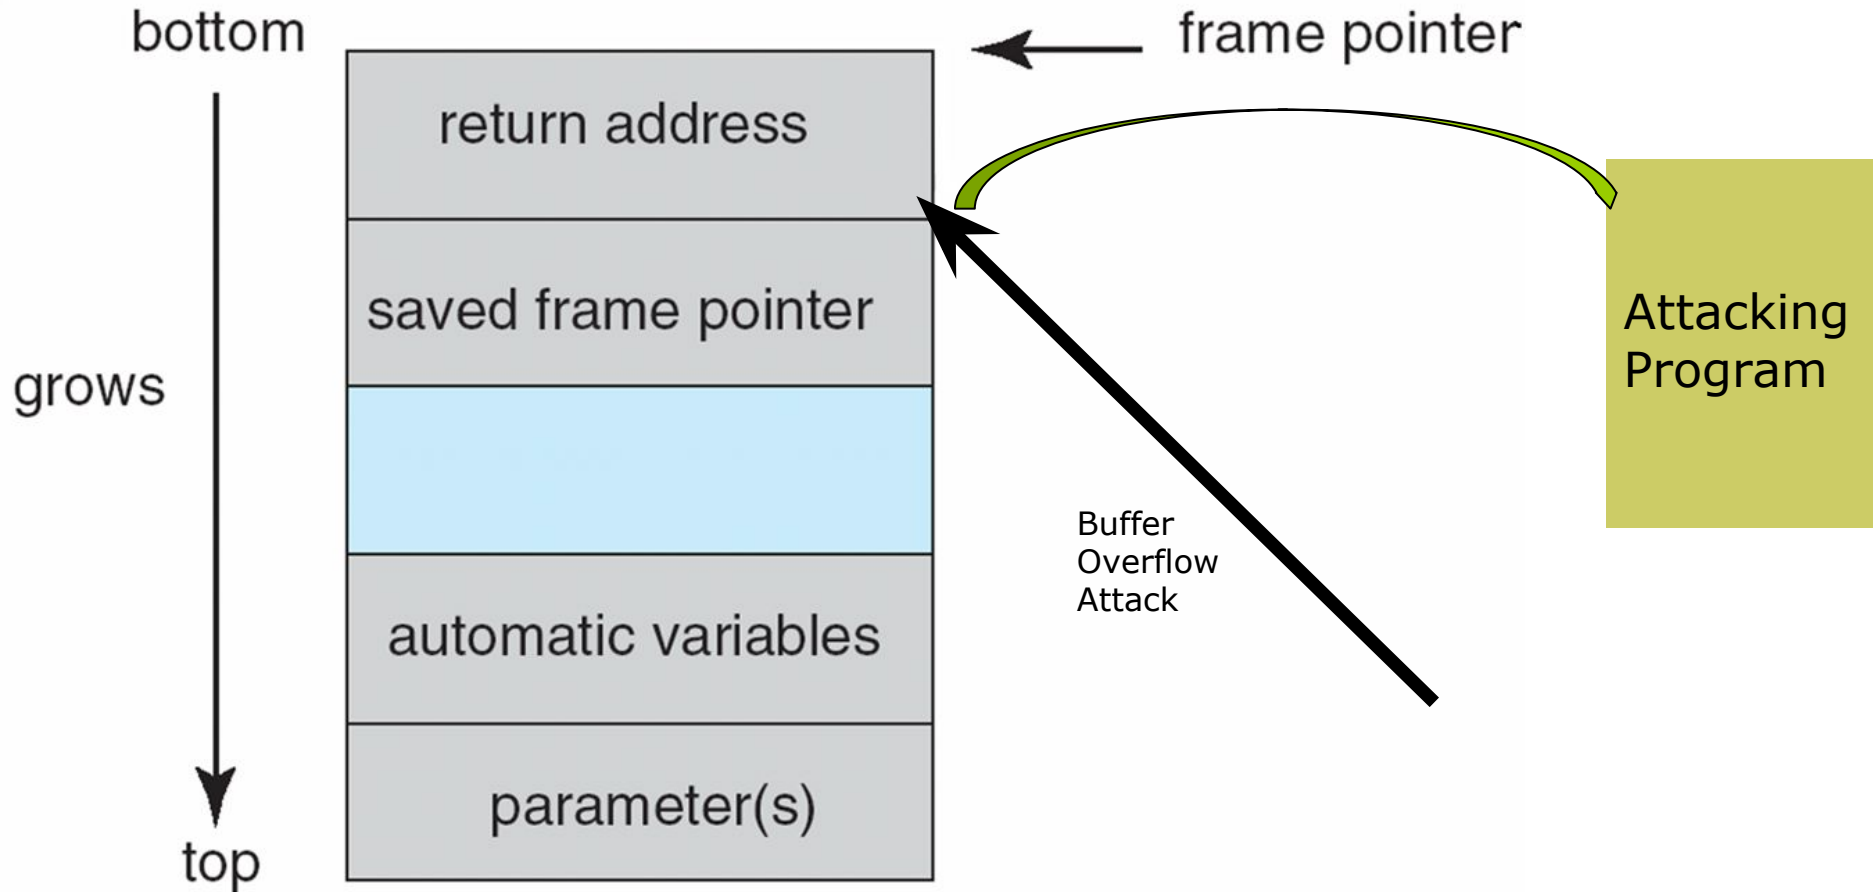 bottom
frame pointer
return address
saved frame pointer
Attacking
Program
grows
Buffer
Overflow
Attack
automatic variables
parameter(s)
top